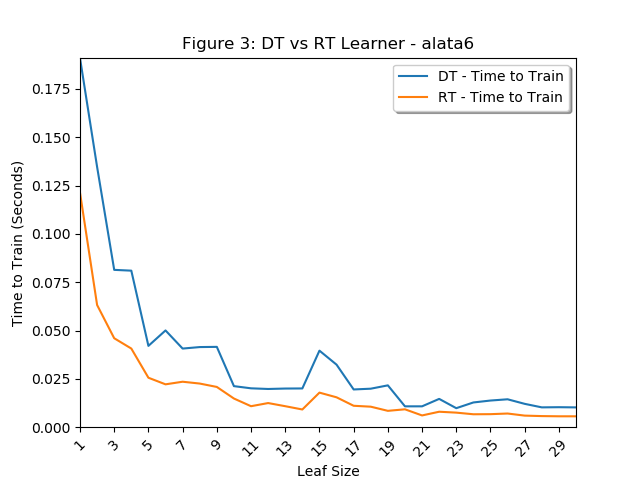 Figure 3: DT vs RT Learner - alata6
DT - Time to Train
RT - Time to Train
Time to Train (Seconds)
0.175
0.150
0.125
0.100
0.075
0.050
0.025
0.000
1 3 5 7 9 11 13 15 17 19 21 23 25 27 29
Leaf Size